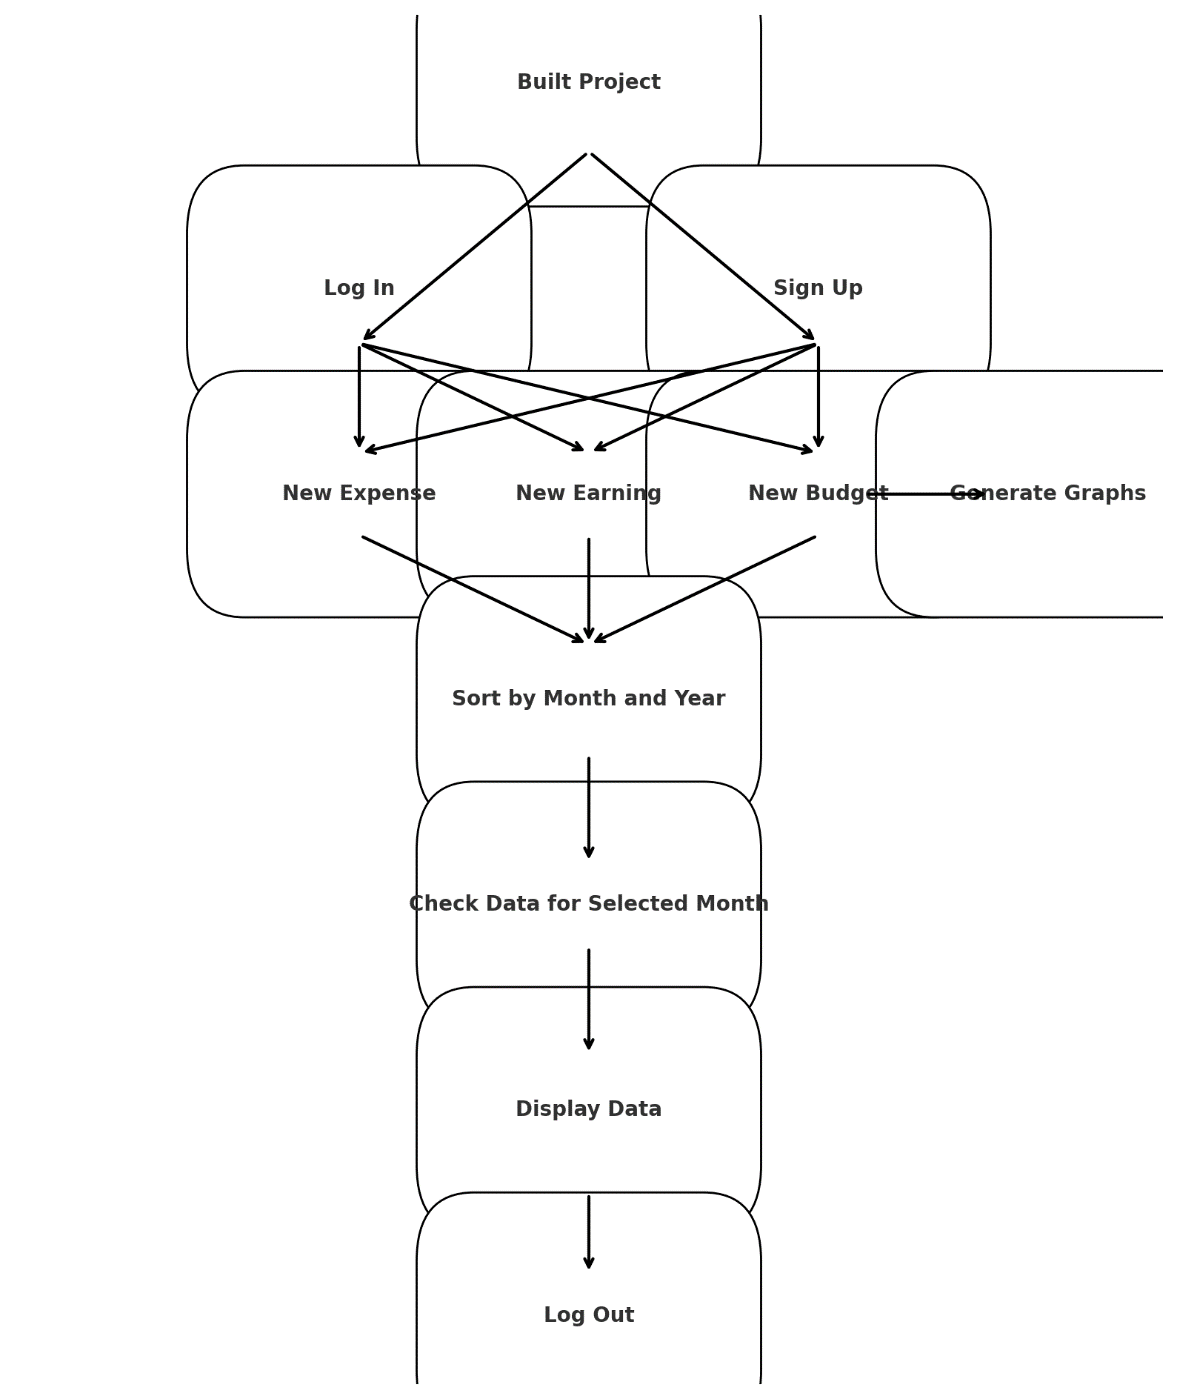 Built Project
Log In
Sign Up
New Expense
New Earning
New Budget
Generate Graphs
Sort by Month and Year
Check Data for Selected Month
Display Data
Log Out